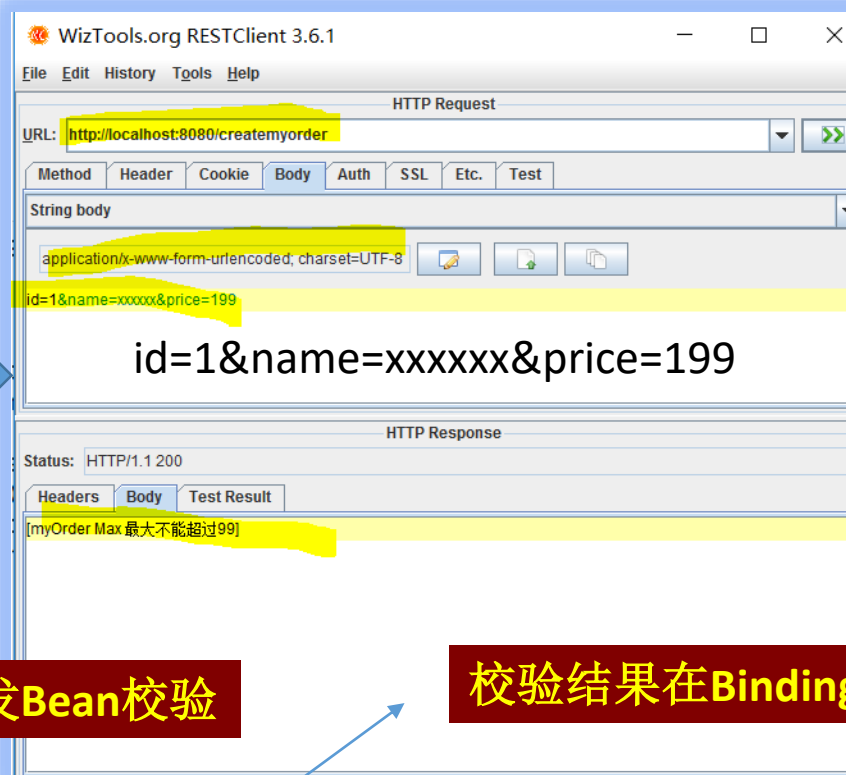 WizTools.org RESTClient 3.6.1
File Edit History Tools Help
HTTP Request
URL: http://localhost:8080/createmyorder
Method Header Cookie Body Auth SSL Etc. Test
String body
application/x-www-form-urlencoded; charset=UTF-8
id=1&name=xxxxxx&price=199
id=1&name=xxxxxx&price=199
HTTP Response
Status: HTTP/1.1 200
Headers Body Test Result
[myOrder Max 最大不能超过99]
Bean校验
校验结果在Binding